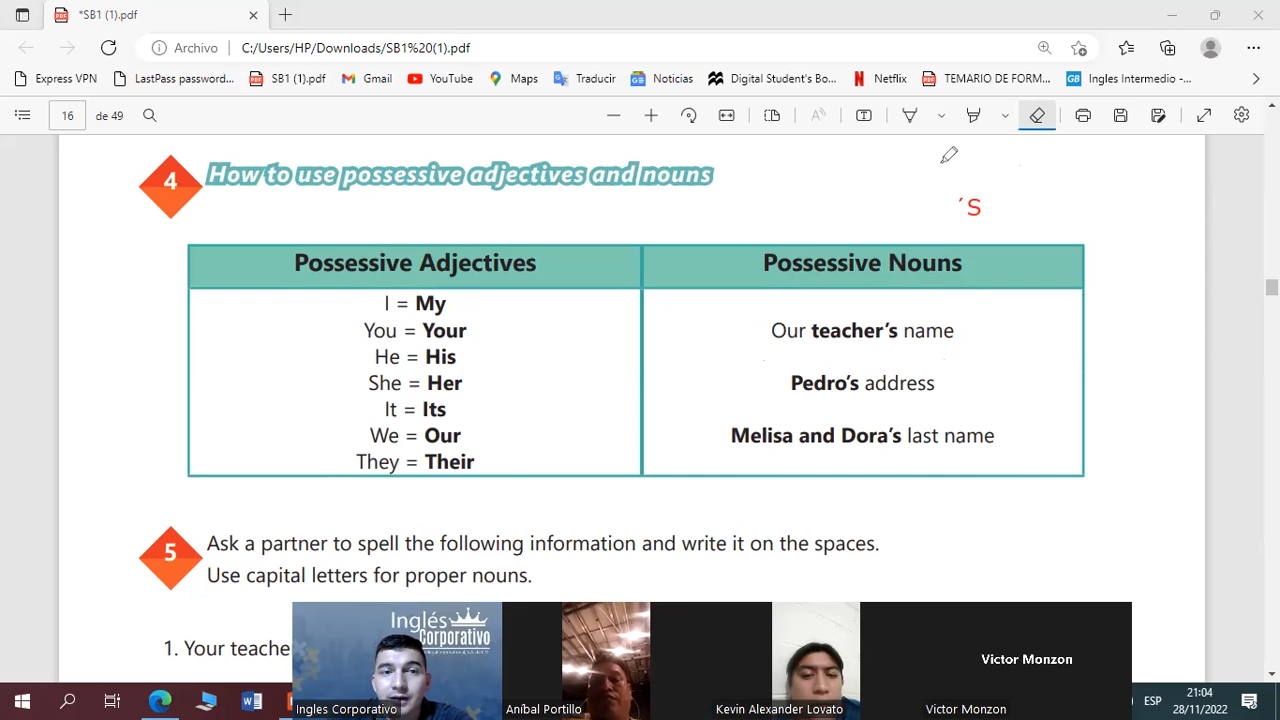 *SB1 (1).pdf
Archivo C:/Users/HP/Downloads/SB1%20(1).pdf
Express VPN LastPass password... SB1 (1).pdf Gmail YouTube Maps Traducir Noticias Digital Student's Bo... Netflix TEMARIO DE FORM... Ingles Intermedio -...
16 de 49
4 How to use possessive adjectives and nouns
´S
Possessive Adjectives Possessive Nouns
I = My
You = Your
He = His
She = Her
It = Its
We = Our
They = Their
Our teacher’s name
Pedro’s address
Melisa and Dora’s last name
5 Ask a partner to spell the following information and write it on the spaces.
Use capital letters for proper nouns.
1. Your teache
Inglés
Corporativo
Victor Monzon
Ingles Corporativo Aníbal Portillo Kevin Alexander Lovato Victor Monzon
ESP 21:04
28/11/2022